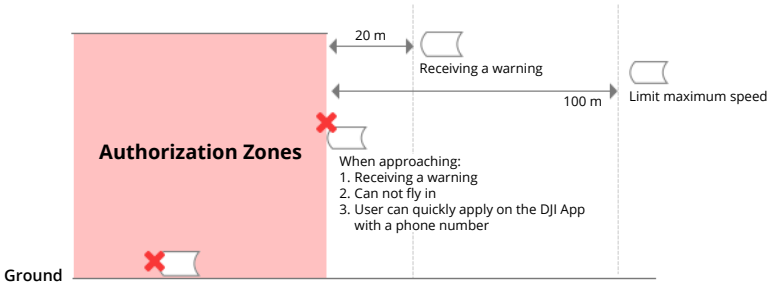 20 m
Receiving a warning
100 m
Limit maximum speed
Authorization Zones
When approaching:
1. Receiving a warning
2. Can not fly in
3. User can quickly apply on the DJI App
with a phone number
Ground